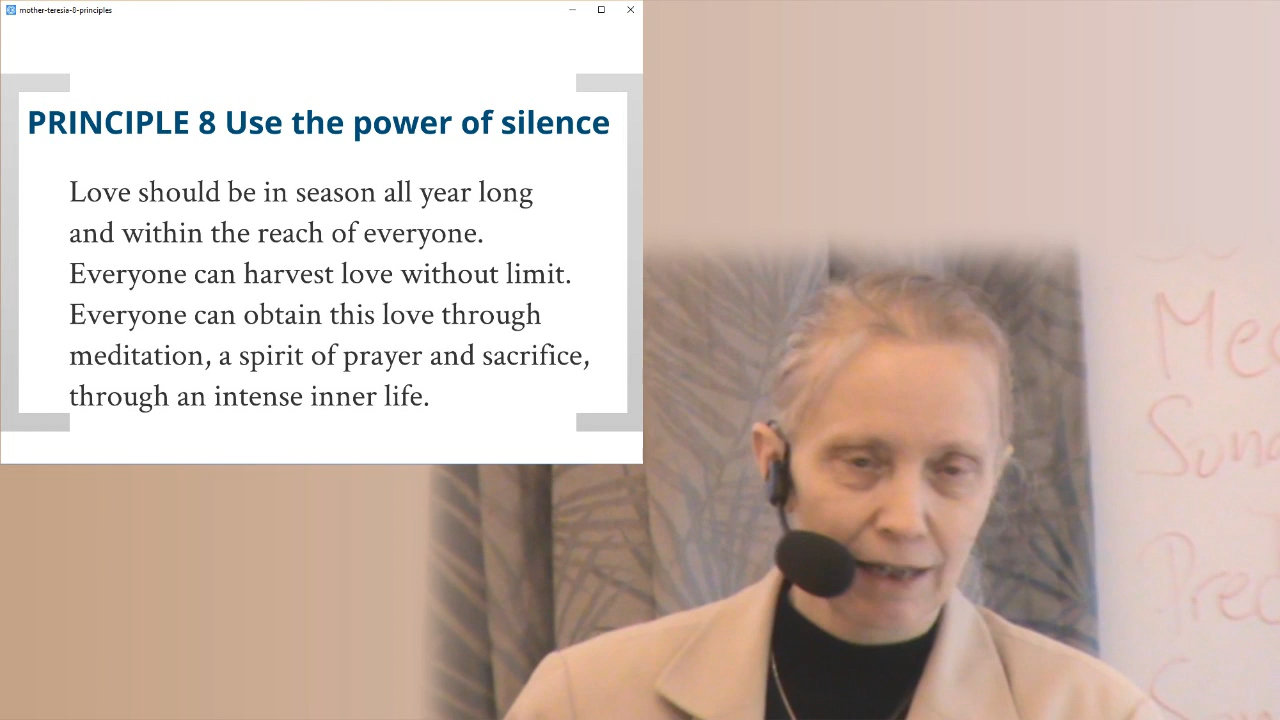 mother-teresia-8-principles
PRINCIPLE 8 Use the power of silence
Love should be in season all year long
and within the reach of everyone.
Everyone can harvest love without limit.
Everyone can obtain this love through
meditation, a spirit of prayer and sacrifice,
through an intense inner life.